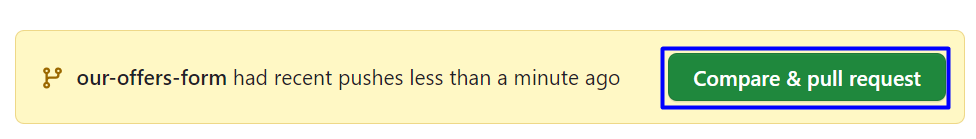 our-offers-form had recent pushes less than a minute ago Compare & pull request